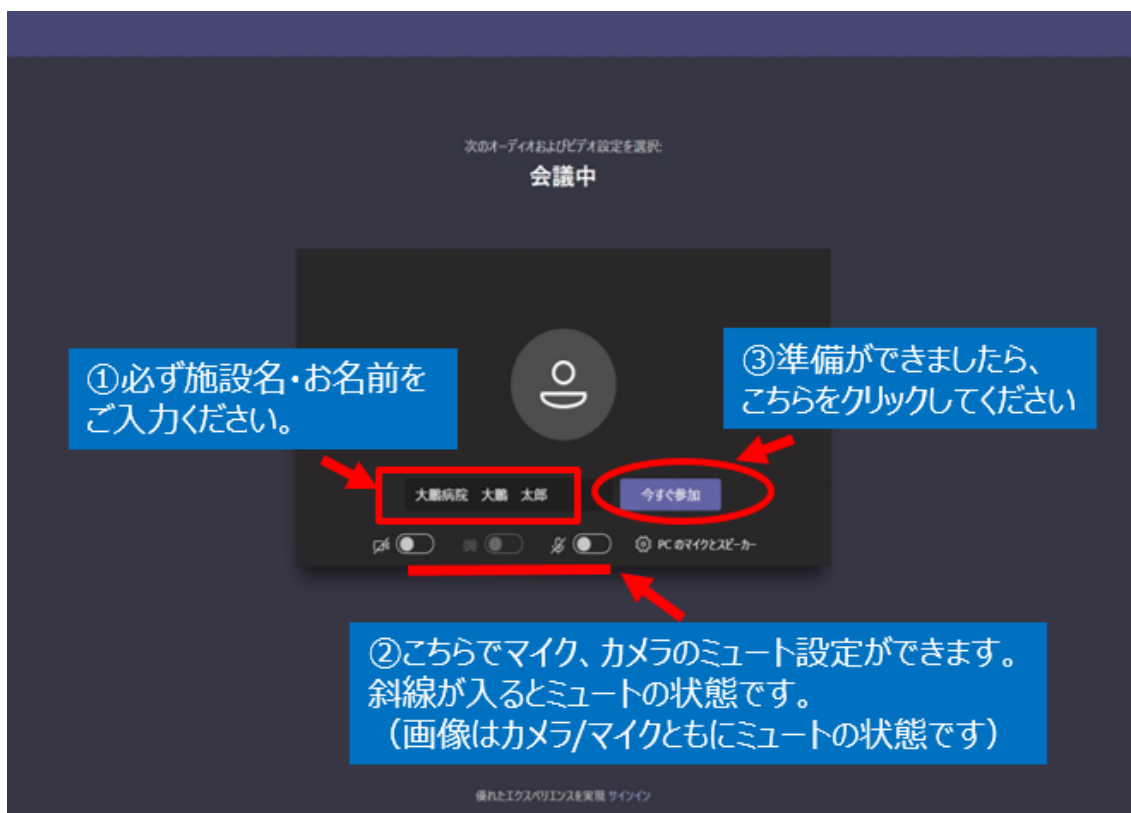 次のオーディオおよびビデオ設定を選択:
会議中
①必ず施設名・お名前を
ご入力ください。
③準備ができましたら、
こちらをクリックしてください
大鵬病院 大鵬 太郎
今すぐ参加
PC のマイクとスピーカー
②こちらでマイク、カメラのミュート設定ができます。
斜線が入るとミュートの状態です。
（画像はカメラ/マイクともにミュートの状態です）
優れたエクスペリエンスを実現 サインイン